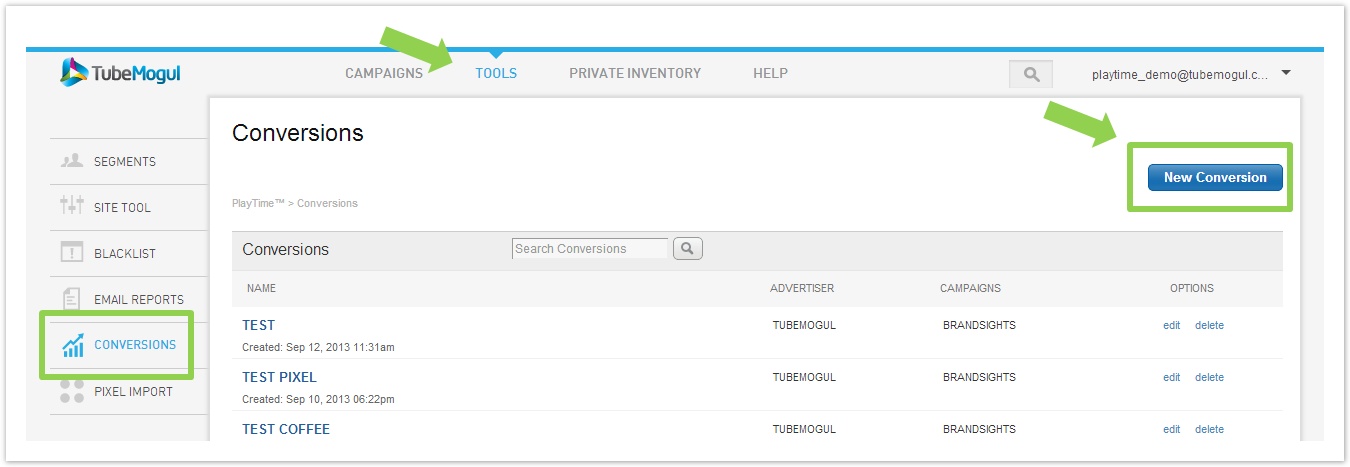 TubeMogul
CAMPAIGNS TOOLS PRIVATE INVENTORY HELP
playtime_demo@tubemogul.c...
SEGMENTS
SITE TOOL
BLACKLIST
EMAIL REPORTS
CONVERSIONS
PIXEL IMPORT
Conversions
New Conversion
PlayTime™ > Conversions
Conversions Search Conversions
NAME ADVERTISER CAMPAIGNS OPTIONS
TEST TUBEMOGUL BRANDSIGHTS edit delete
Created: Sep 12, 2013 11:31am
TEST PIXEL TUBEMOGUL BRANDSIGHTS edit delete
Created: Sep 10, 2013 06:22pm
TEST COFFEE TUBEMOGUL BRANDSIGHTS edit delete